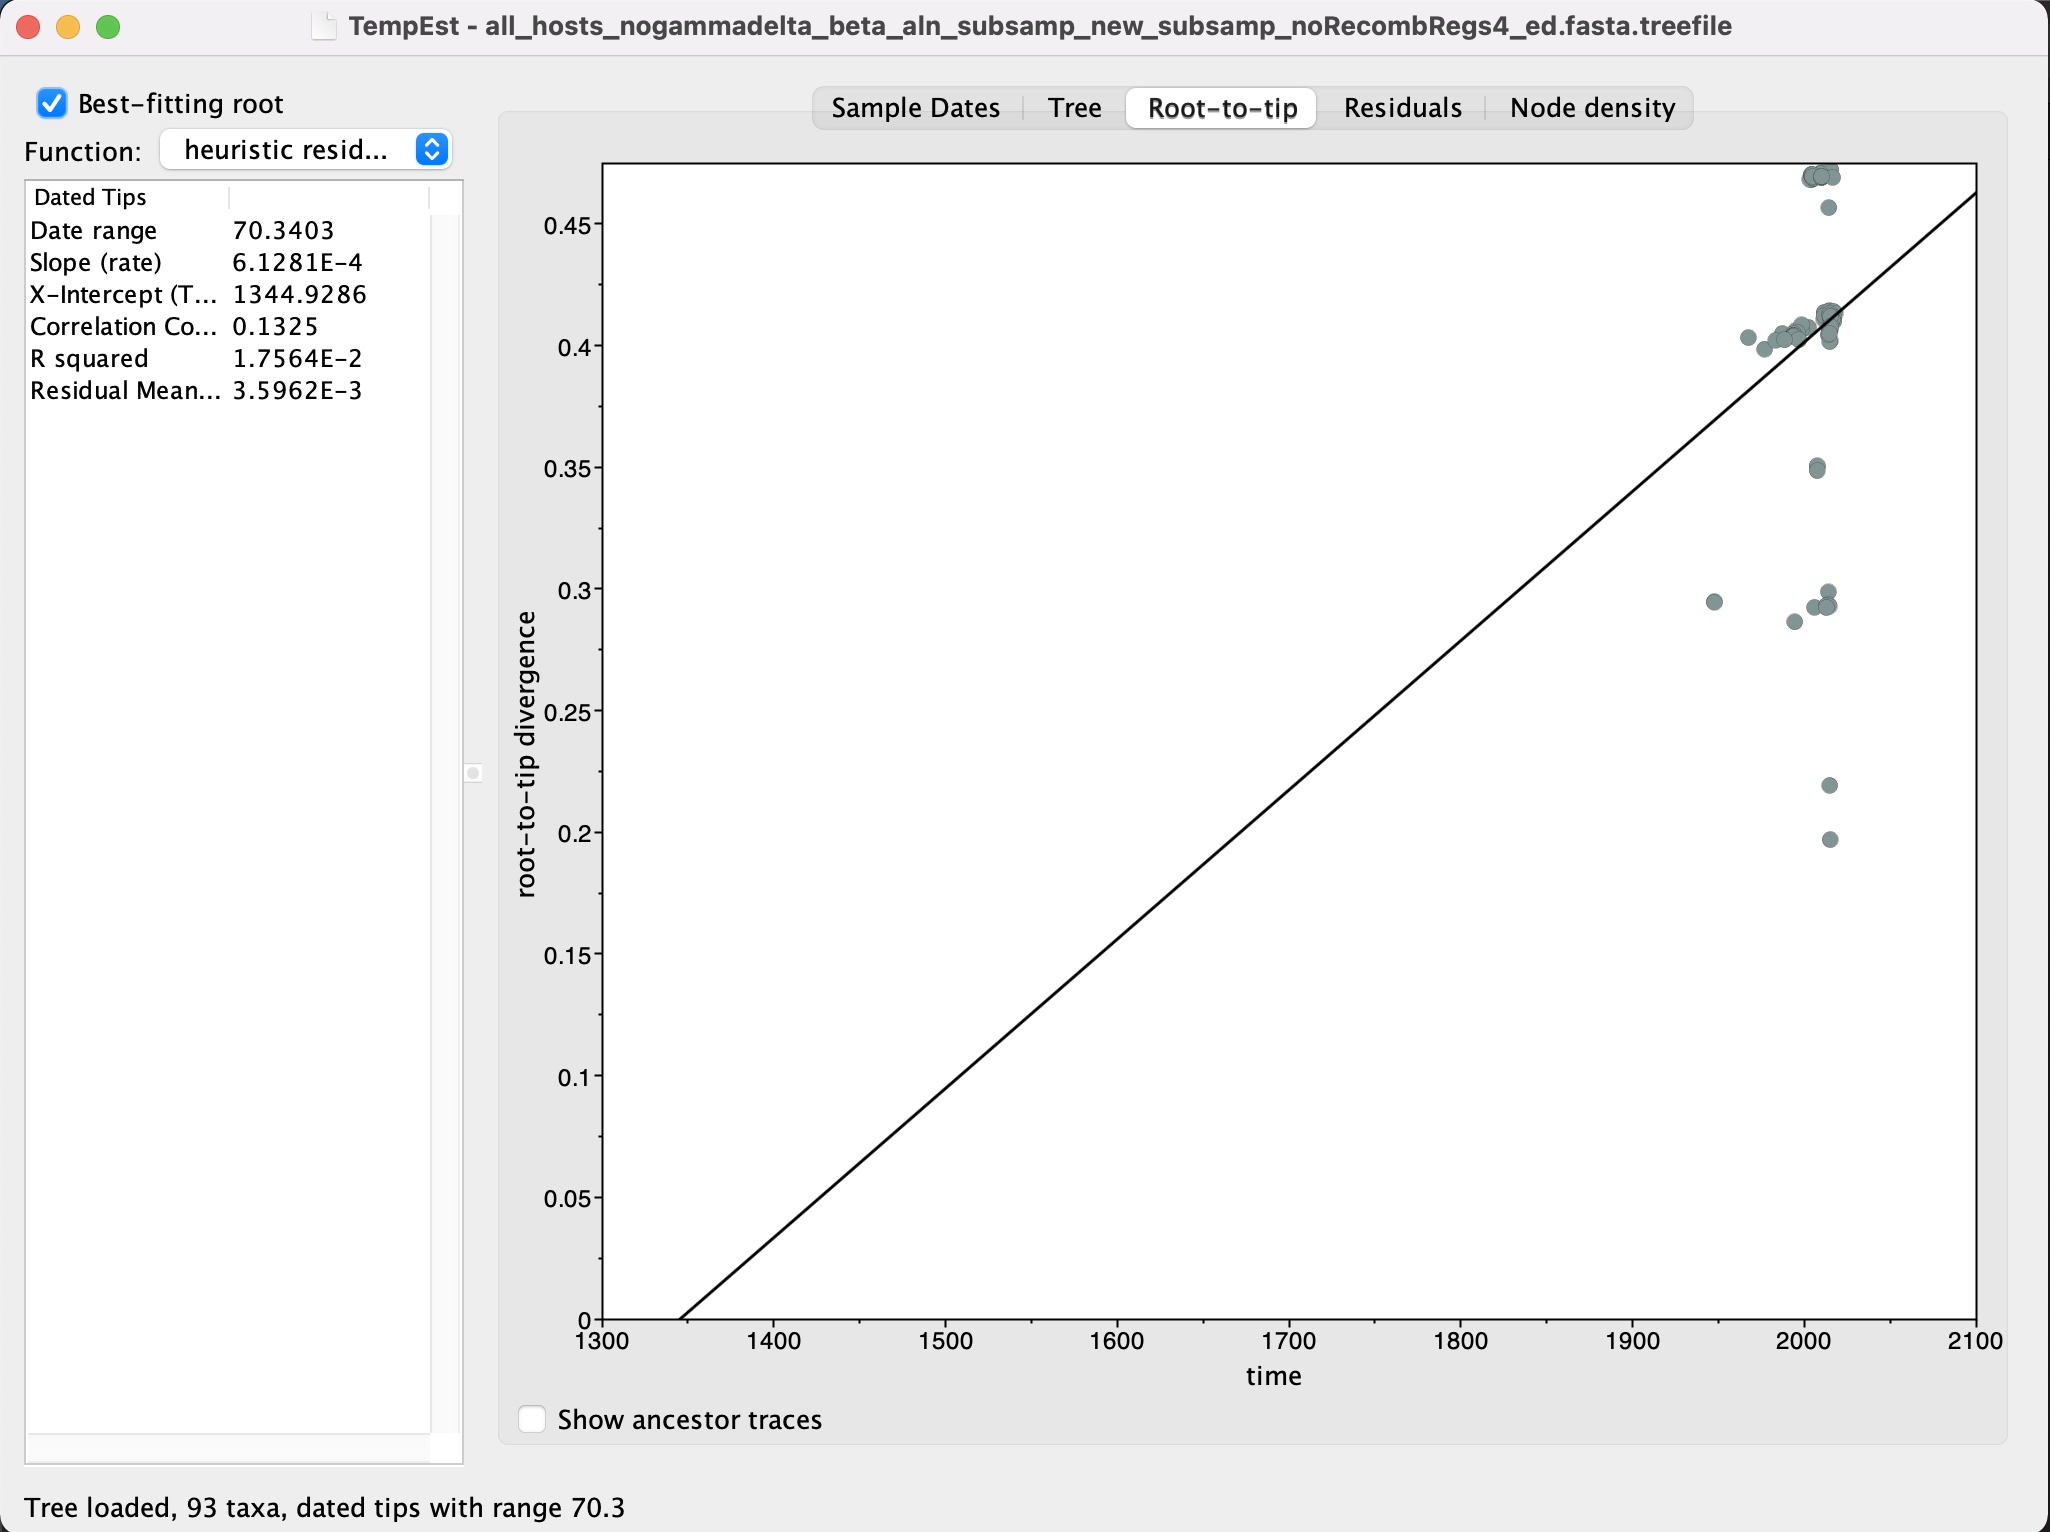 TempEst - all_hosts_nogammadelta_beta_aln_subsamp_new_subsamp_noRecombRegs4_ed.fasta.treefile
Best-fitting root
Function: heuristic resid...
Dated Tips
Date range 70.3403
Slope (rate) 6.1281E-4
X-Intercept (T... 1344.9286
Correlation Co... 0.1325
R squared 1.7564E-2
Residual Mean... 3.5962E-3
Sample Dates Tree Root-to-tip Residuals Node density
0.45
0.4
0.35
0.3
0.25
0.2
0.15
0.1
0.05
0
root-to-tip divergence
1300 1400 1500 1600 1700 1800 1900 2000 2100
time
Show ancestor traces
Tree loaded, 93 taxa, dated tips with range 70.3